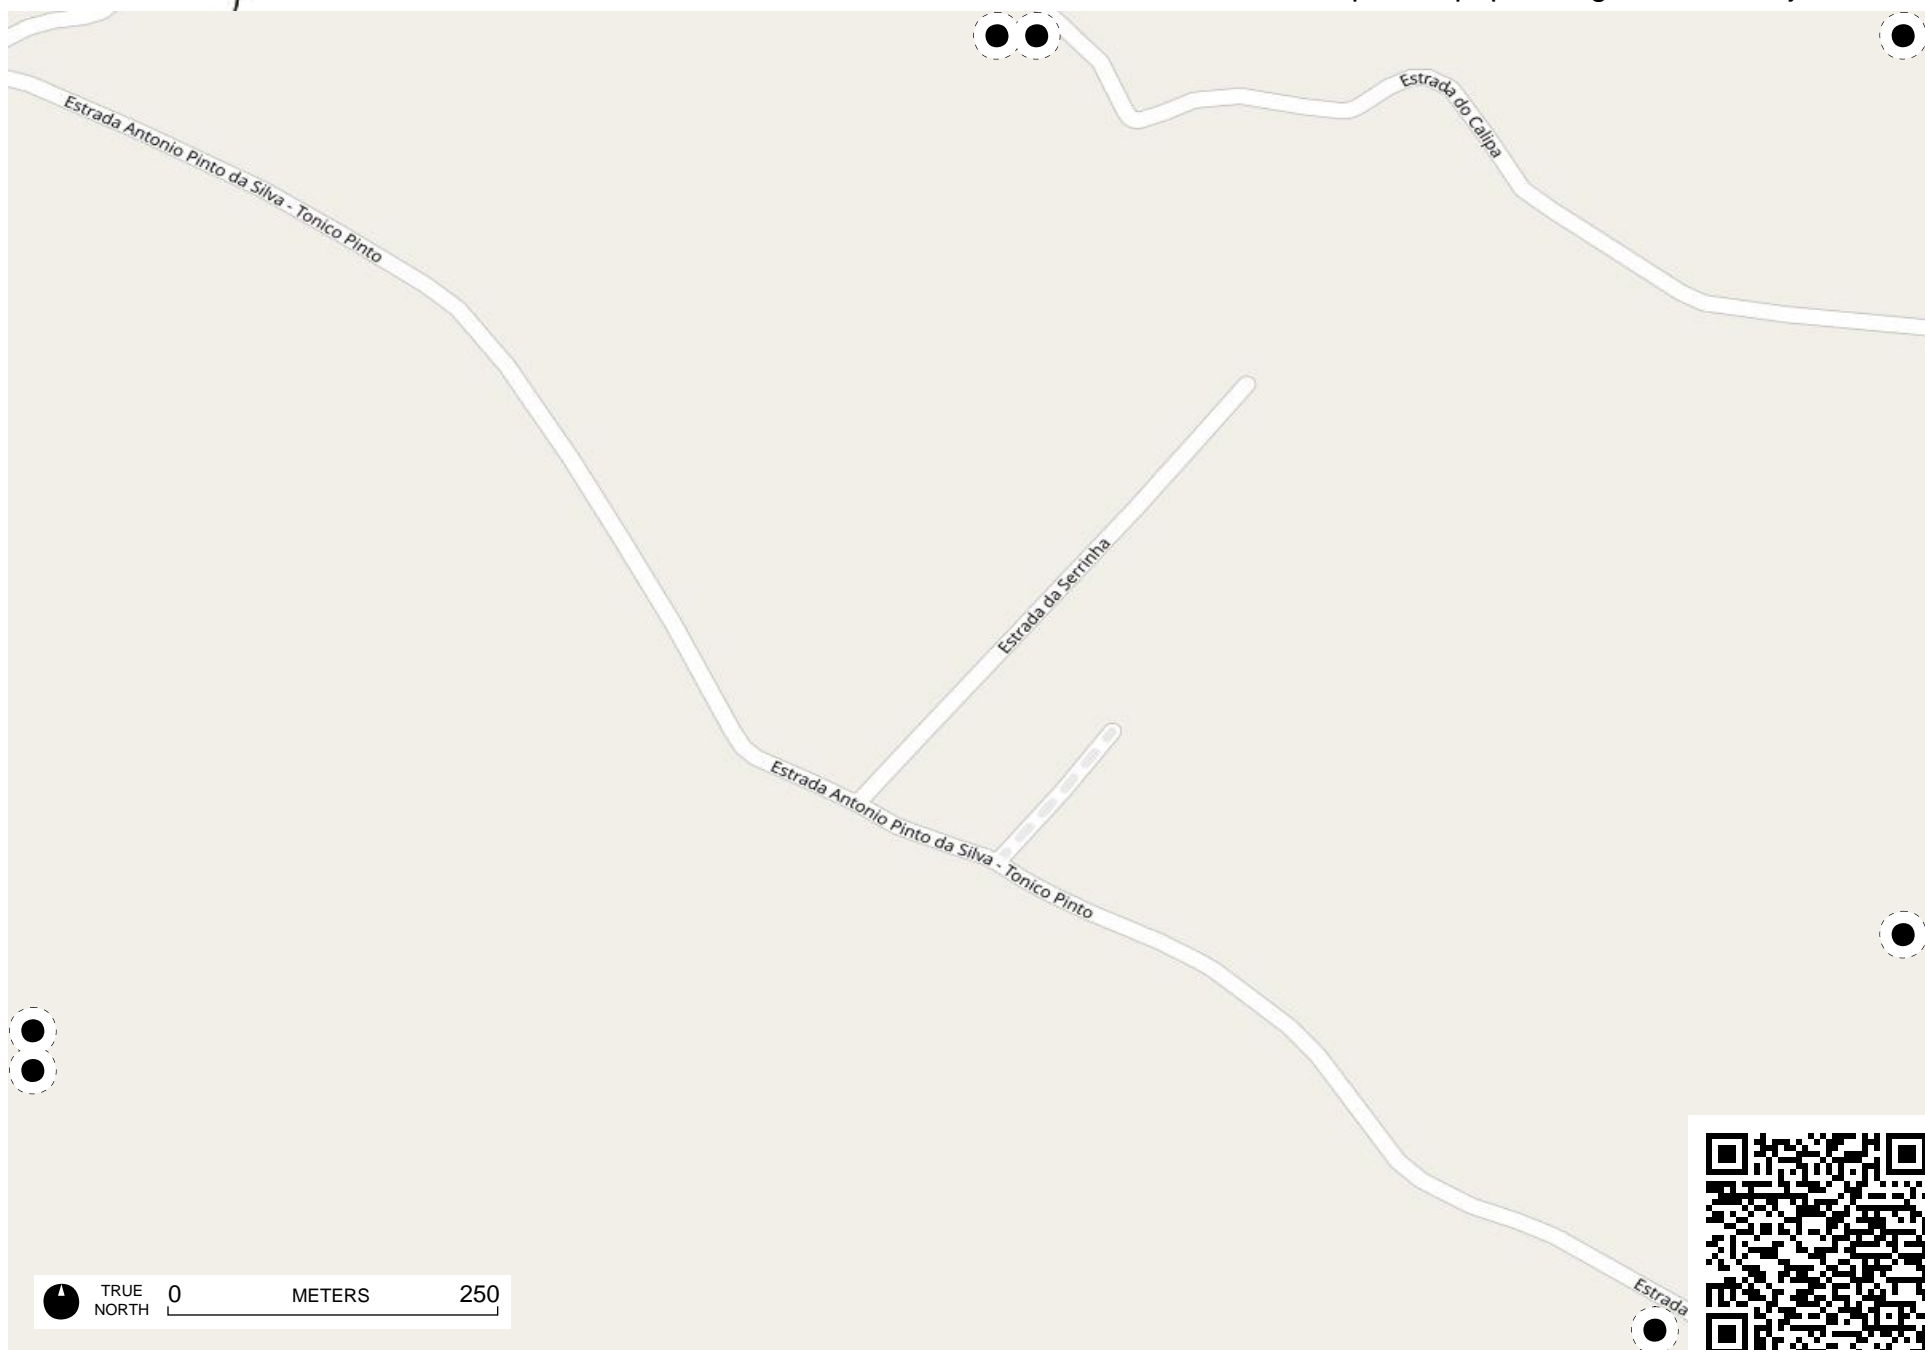 Estrada do Calipa
Estrada Antonio Pinto da Silva - Tonico Pinto
Estrada da Serrinha
Estrada Antonio Pinto da Silva - Tonico Pinto
Estrada
TRUE NORTH
0 METERS 250